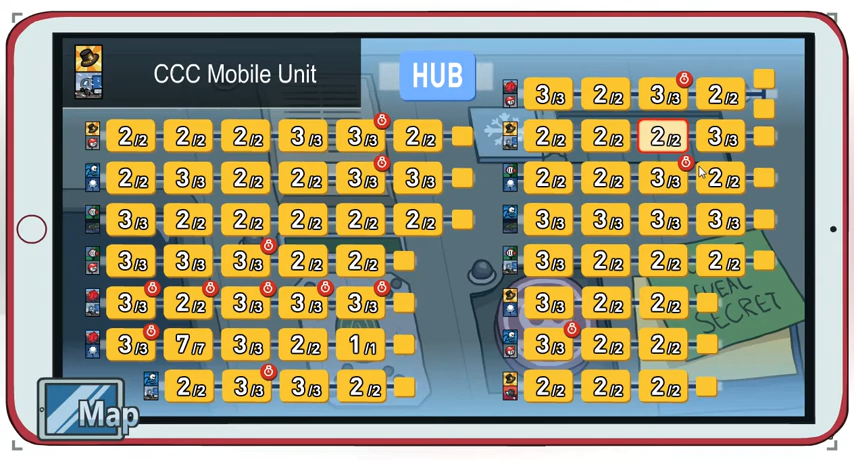 CCC Mobile Unit
HUB
3/3 2/2 3/3 2/2
2/2 2/2 2/2 3/3 3/3 2/2
2/2 2/2 2/2 3/3
2/2 3/3 2/2 2/2 3/3 3/3
2/2 2/2 3/3 2/2
3/3 2/2 2/2 2/2 2/2 2/2
3/3 3/3 3/3 3/3
3/3 3/3 3/3 2/2 2/2
3/3 2/2 2/2 2/2
3/3 2/2 3/3 3/3 3/3
3/3 2/2 2/2
3/3 7/7 3/3 2/2 1/1
3/3 2/2 2/2
2/2 3/3 3/3 2/2
2/2 2/2 2/2
SECRET
Map